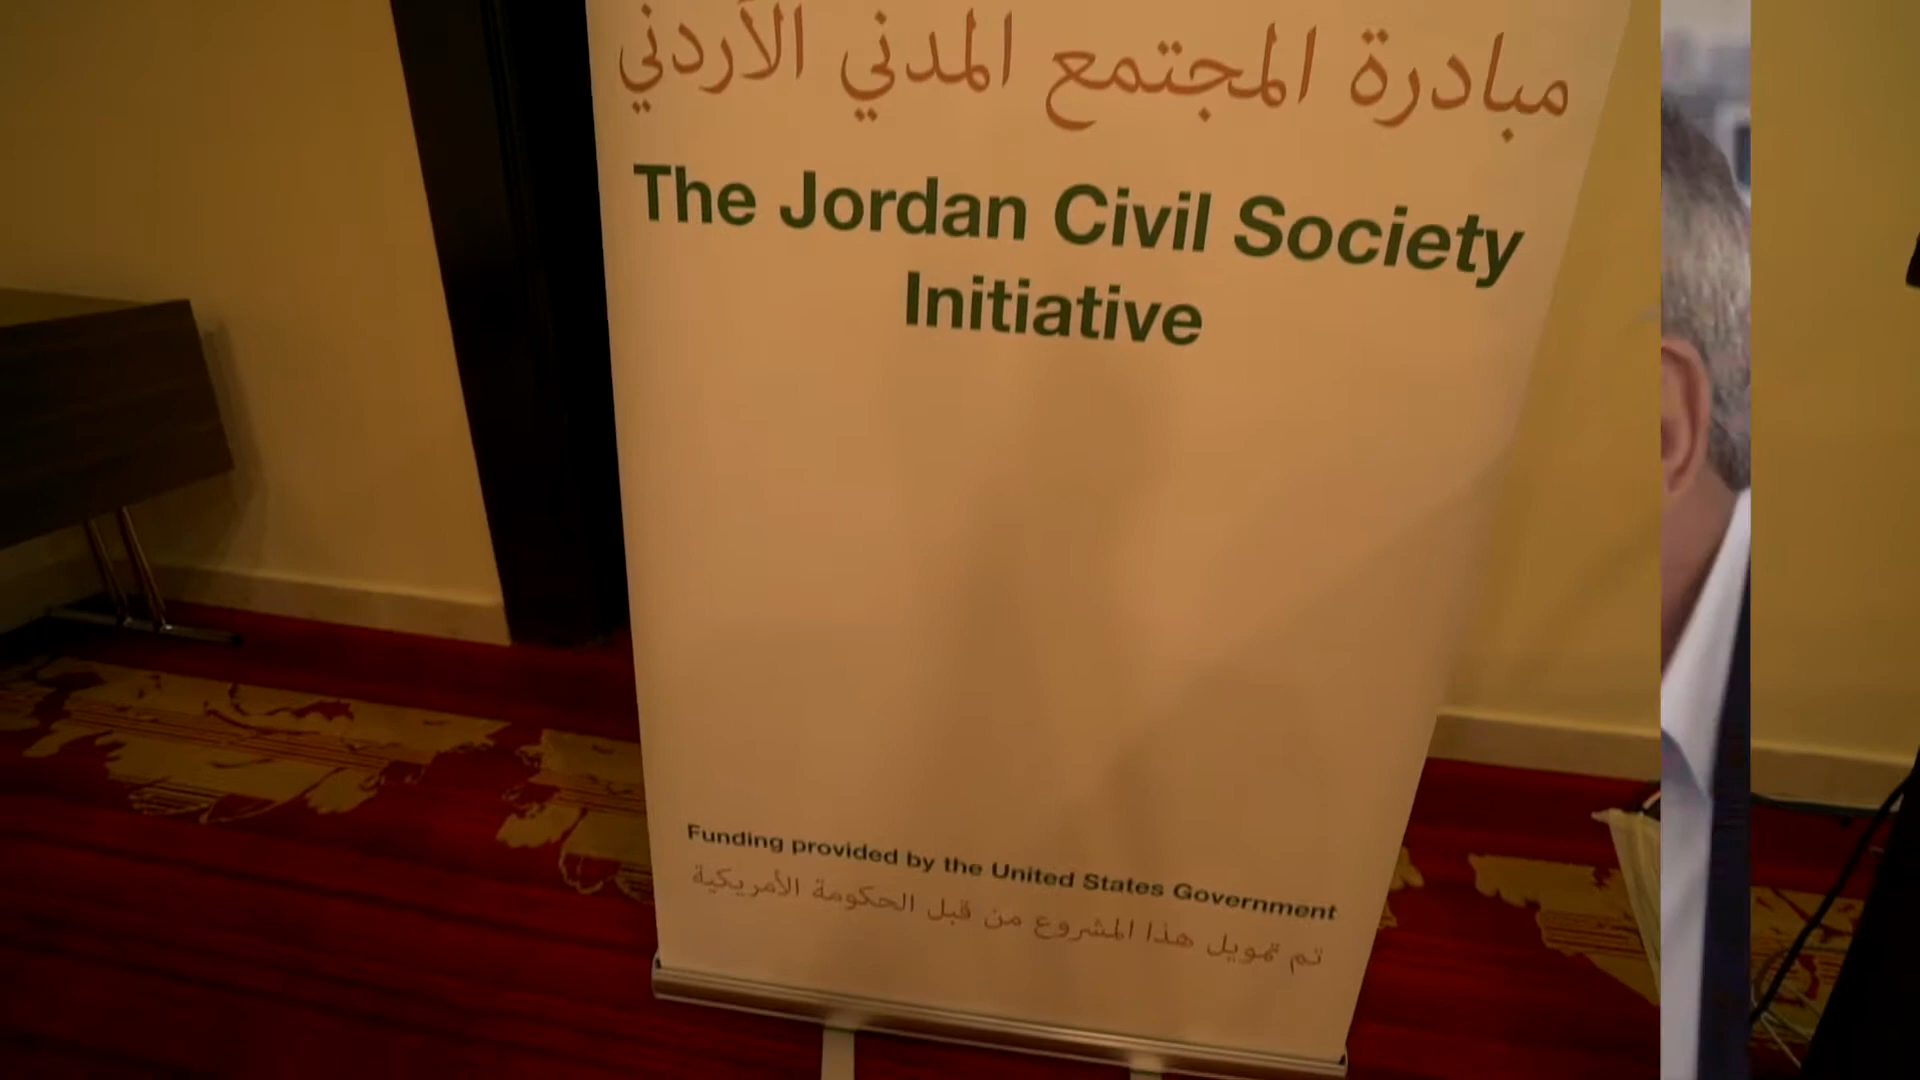 مبادرة المجتمع المدني الأردني
The Jordan Civil Society
Initiative
Funding provided by the United States Government
تم تمويل هذا المشروع من قبل الحكومة الأمريكية